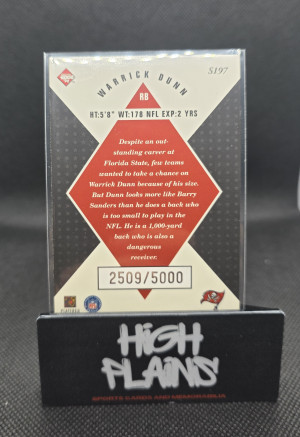 S197
WARRICK DUNN
RB
HT:5'8" WT:178 NFL EXP:2 YRS
Despite an out-
standing career at
Florida State, few teams
wanted to take a chance on
Warrick Dunn because of his size.
But Dunn looks more like Barry
Sanders than he does a back who
is too small to play in the
NFL. He is a 1,000-yard
back who is also a
dangerous
receiver.
2509/5000
HIGH
PLAINS
SPORTS CARDS AND MEMORABILIA